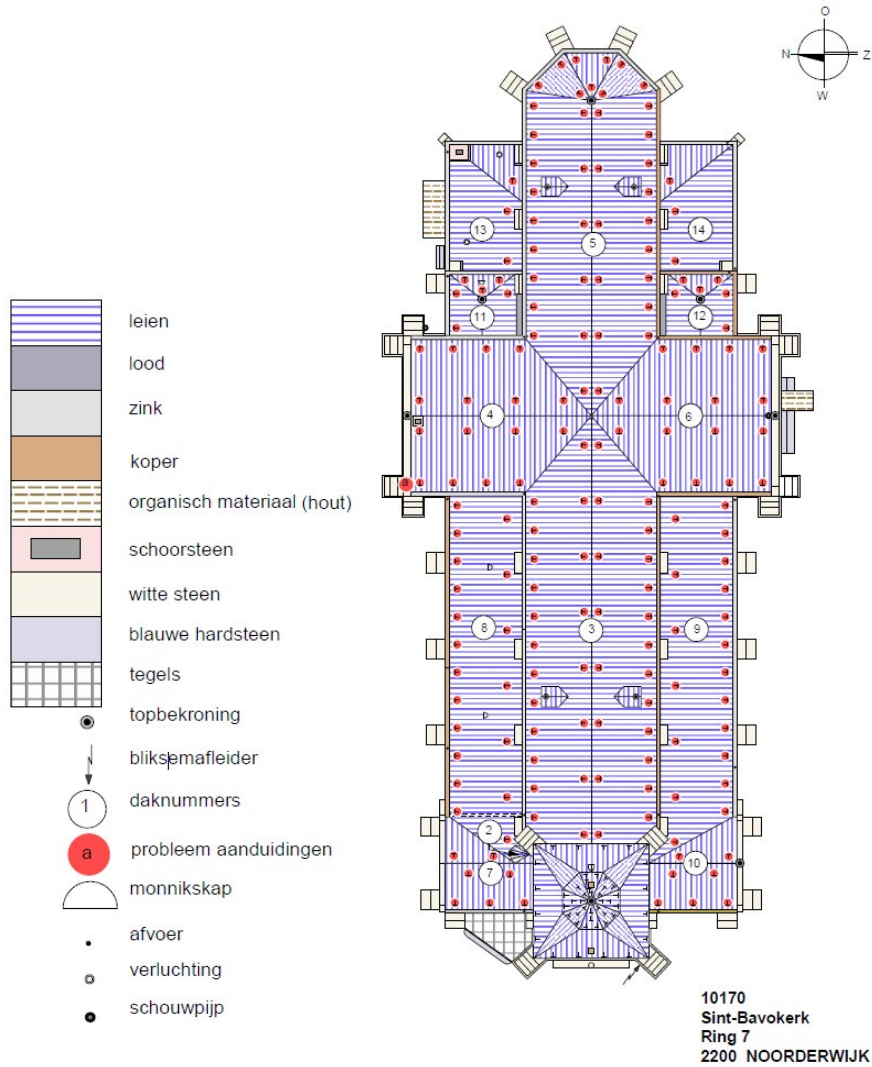 O
N
Z
W
13
14
5
11
12
4
6
a
8
3
9
2
7
10
leien
lood
zink
koper
organisch materiaal (hout)
schoorsteen
witte steen
blauwe hardsteen
tegels
topbekroning
bliksemafleider
1 daknummers
a probleem aanduidingen
monnikskap
afvoer
verluchting
schouwpijp
10170
Sint-Bavokerk
Ring 7
2200 NOORDERWIJK